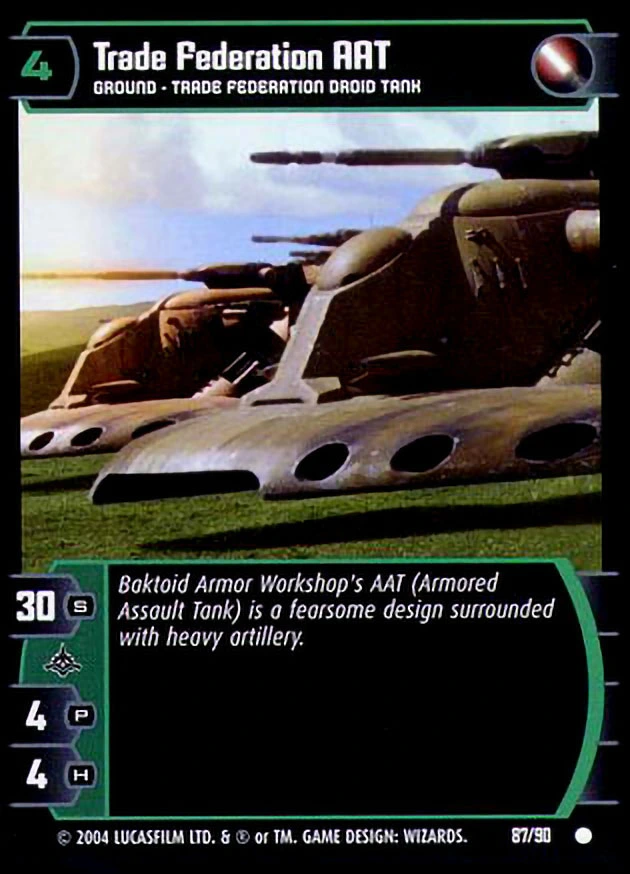 4
Trade Federation AAT
GROUND - TRADE FEDERATION DROID TANK
Baktoid Armor Workshop's AAT (Armored
Assault Tank) is a fearsome design surrounded
with heavy artillery.
30 S
4 P
4 H
© 2004 LUCASFILM LTD. & ® or TM. GAME DESIGN: WIZARDS. 87/90